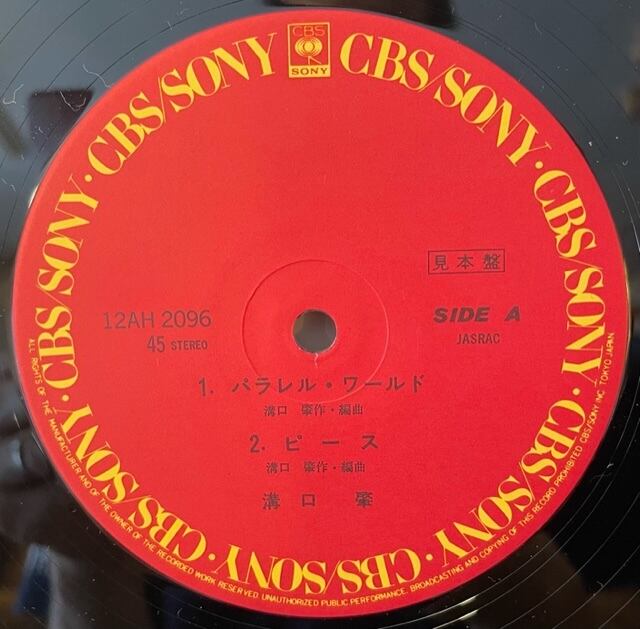 CBS
SONY
CBS/SONY · CBS/SONY · CBS/SONY · CBS/SONY · CBS/SONY · CBS/SONY · CBS/SONY · CBS/SONY
見本盤
12AH 2096
SIDE A
45 STEREO
JASRAC
1. パラレル・ワールド
溝口 肇作・編曲
2. ピース
溝口 肇作・編曲
溝口 肇
ALL RIGHTS OF THE MANUFACTURER AND OF THE OWNER OF THE RECORDED WORK RESERVED. UNAUTHORIZED PUBLIC PERFORMANCE, BROADCASTING AND COPYING OF THIS RECORD PROHIBITED CBS/SONY INC. TOKYO JAPAN